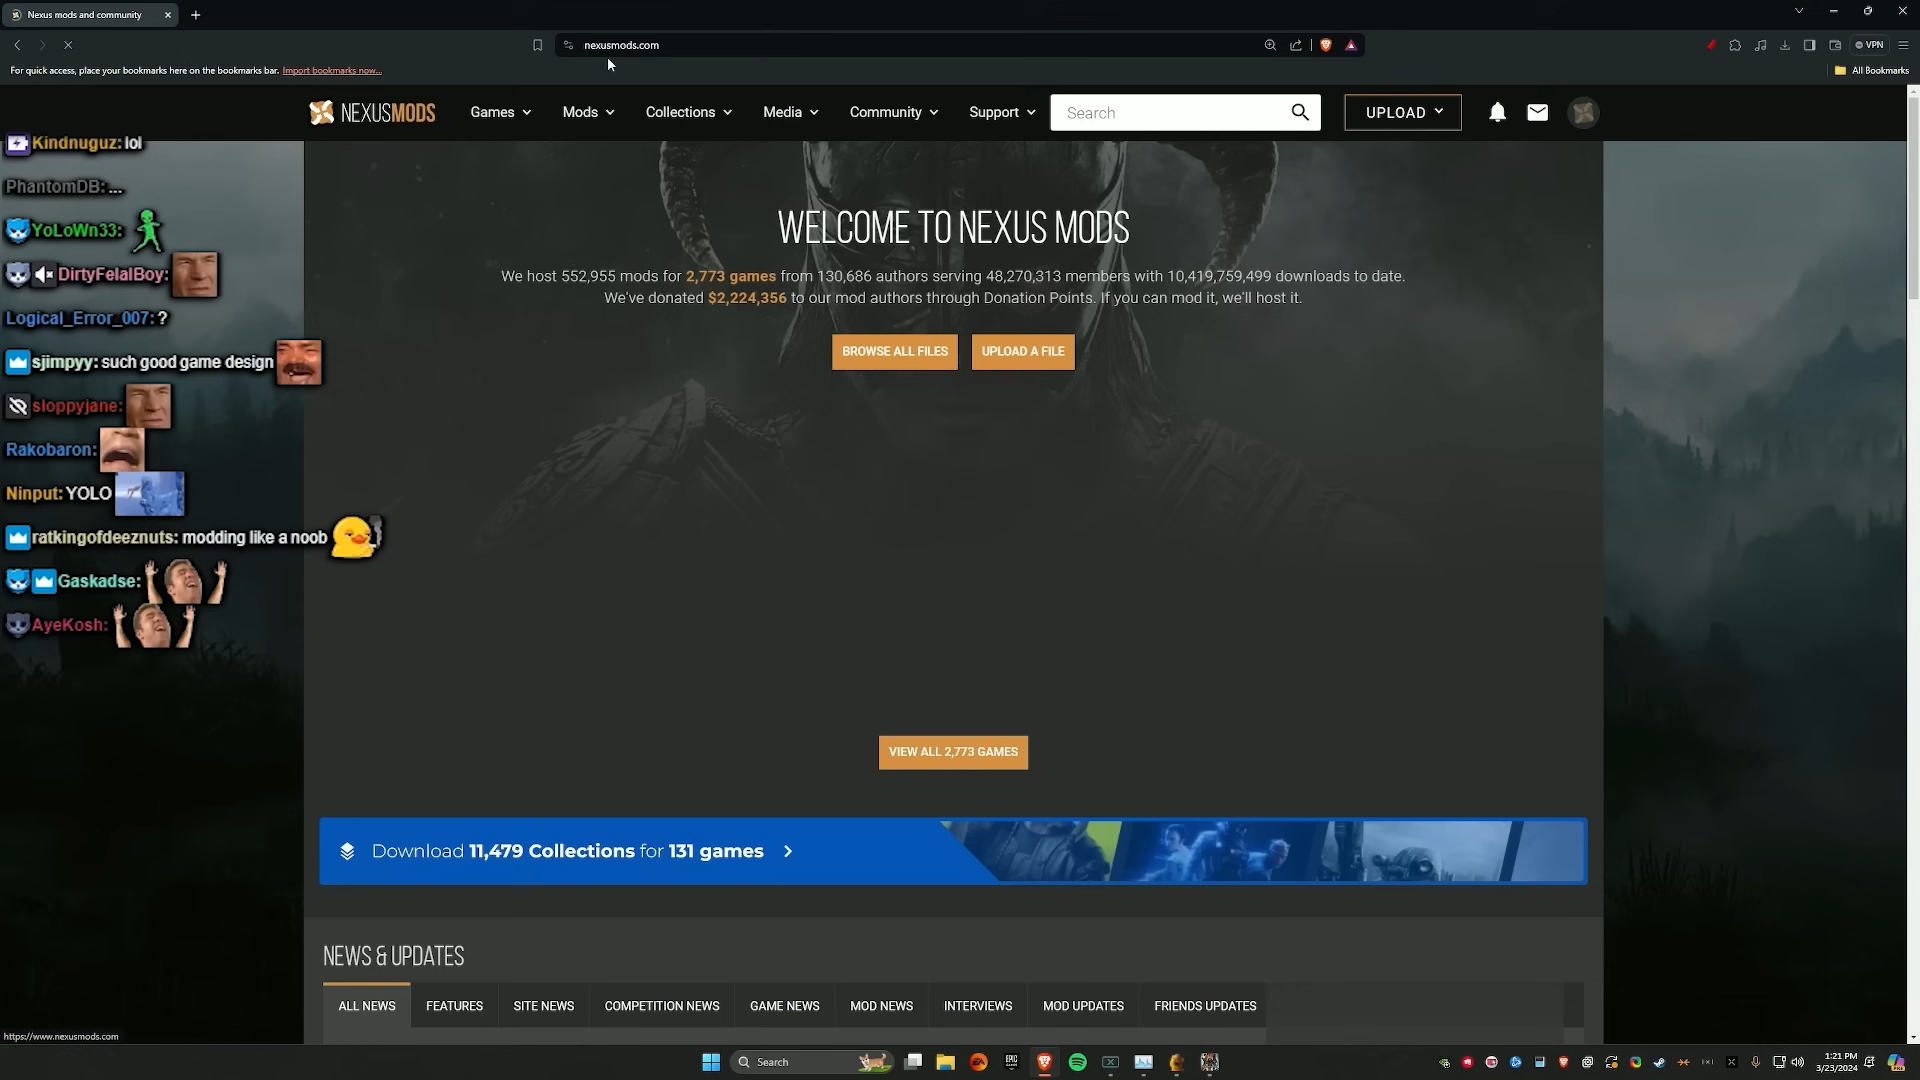 Nexus mods and community
nexusmods.com
VPN
For quick access, place your bookmarks here on the bookmarks bar. Import bookmarks now...
All Bookmarks
NEXUSMODS
Games
Mods
Collections
Media
Community
Support
Search
UPLOAD
Kindnuguz: lol
PhantomDB: ...
YoLoWn33:
DirtyFelalBoy:
Logical_Error_007: ?
sjimpyy: such good game design
sloppyjane:
Rakobaron:
Ninput: YOLO
ratkingofdeeznuts: modding like a noob
Gaskadse:
AyeKosh:
WELCOME TO NEXUS MODS
We host 552,955 mods for 2,773 games from 130,686 authors serving 48,270,313 members with 10,419,759,499 downloads to date.
We've donated $2,224,356 to our mod authors through Donation Points. If you can mod it, we'll host it.
BROWSE ALL FILES
UPLOAD A FILE
VIEW ALL 2,773 GAMES
Download 11,479 Collections for 131 games
NEWS & UPDATES
ALL NEWS
FEATURES
SITE NEWS
COMPETITION NEWS
GAME NEWS
MOD NEWS
INTERVIEWS
MOD UPDATES
FRIENDS UPDATES
https://www.nexusmods.com
Search
1:21 PM
3/23/2024